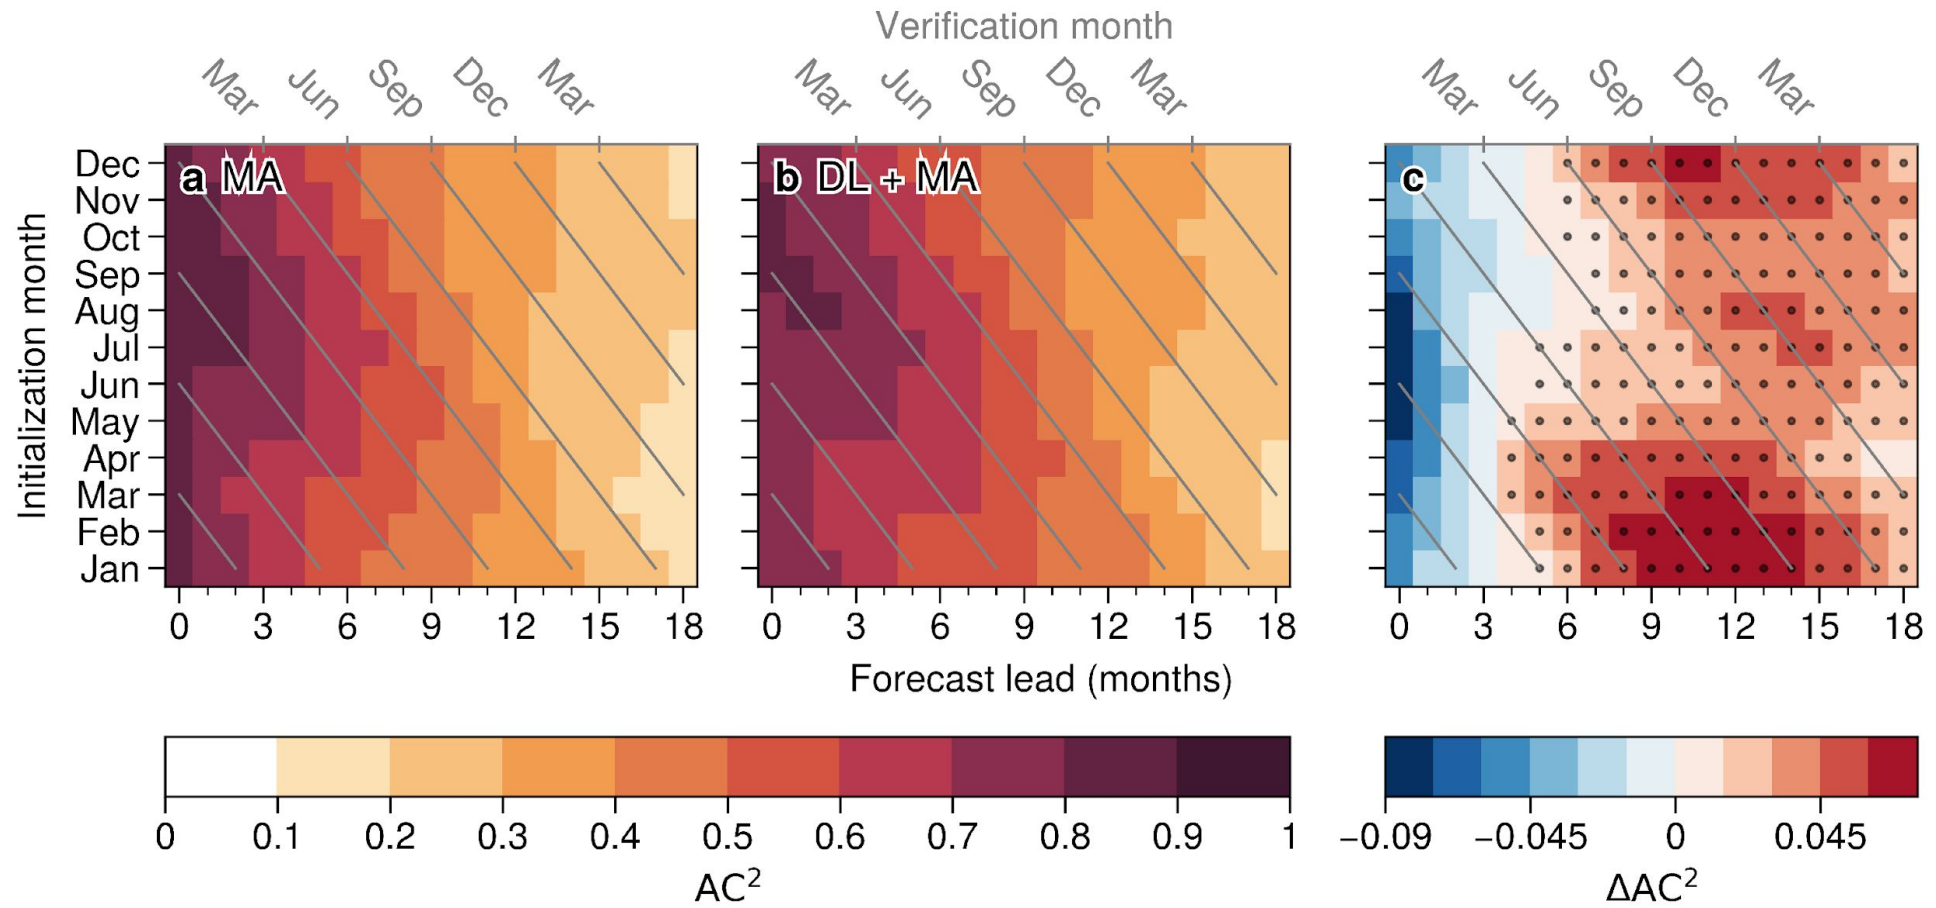 Verification month
Mar Jun Sep Dec Mar
Mar Jun Sep Dec Mar
Mar Jun Sep Dec Mar
Initialization month
Dec
Nov
Oct
Sep
Aug
Jul
Jun
May
Apr
Mar
Feb
Jan
a MA
b DL + MA
c
0 3 6 9 12 15 18
0 3 6 9 12 15 18
0 3 6 9 12 15 18
Forecast lead (months)
0 0.1 0.2 0.3 0.4 0.5 0.6 0.7 0.8 0.9 1
AC²
−0.09 −0.045 0 0.045
ΔAC²